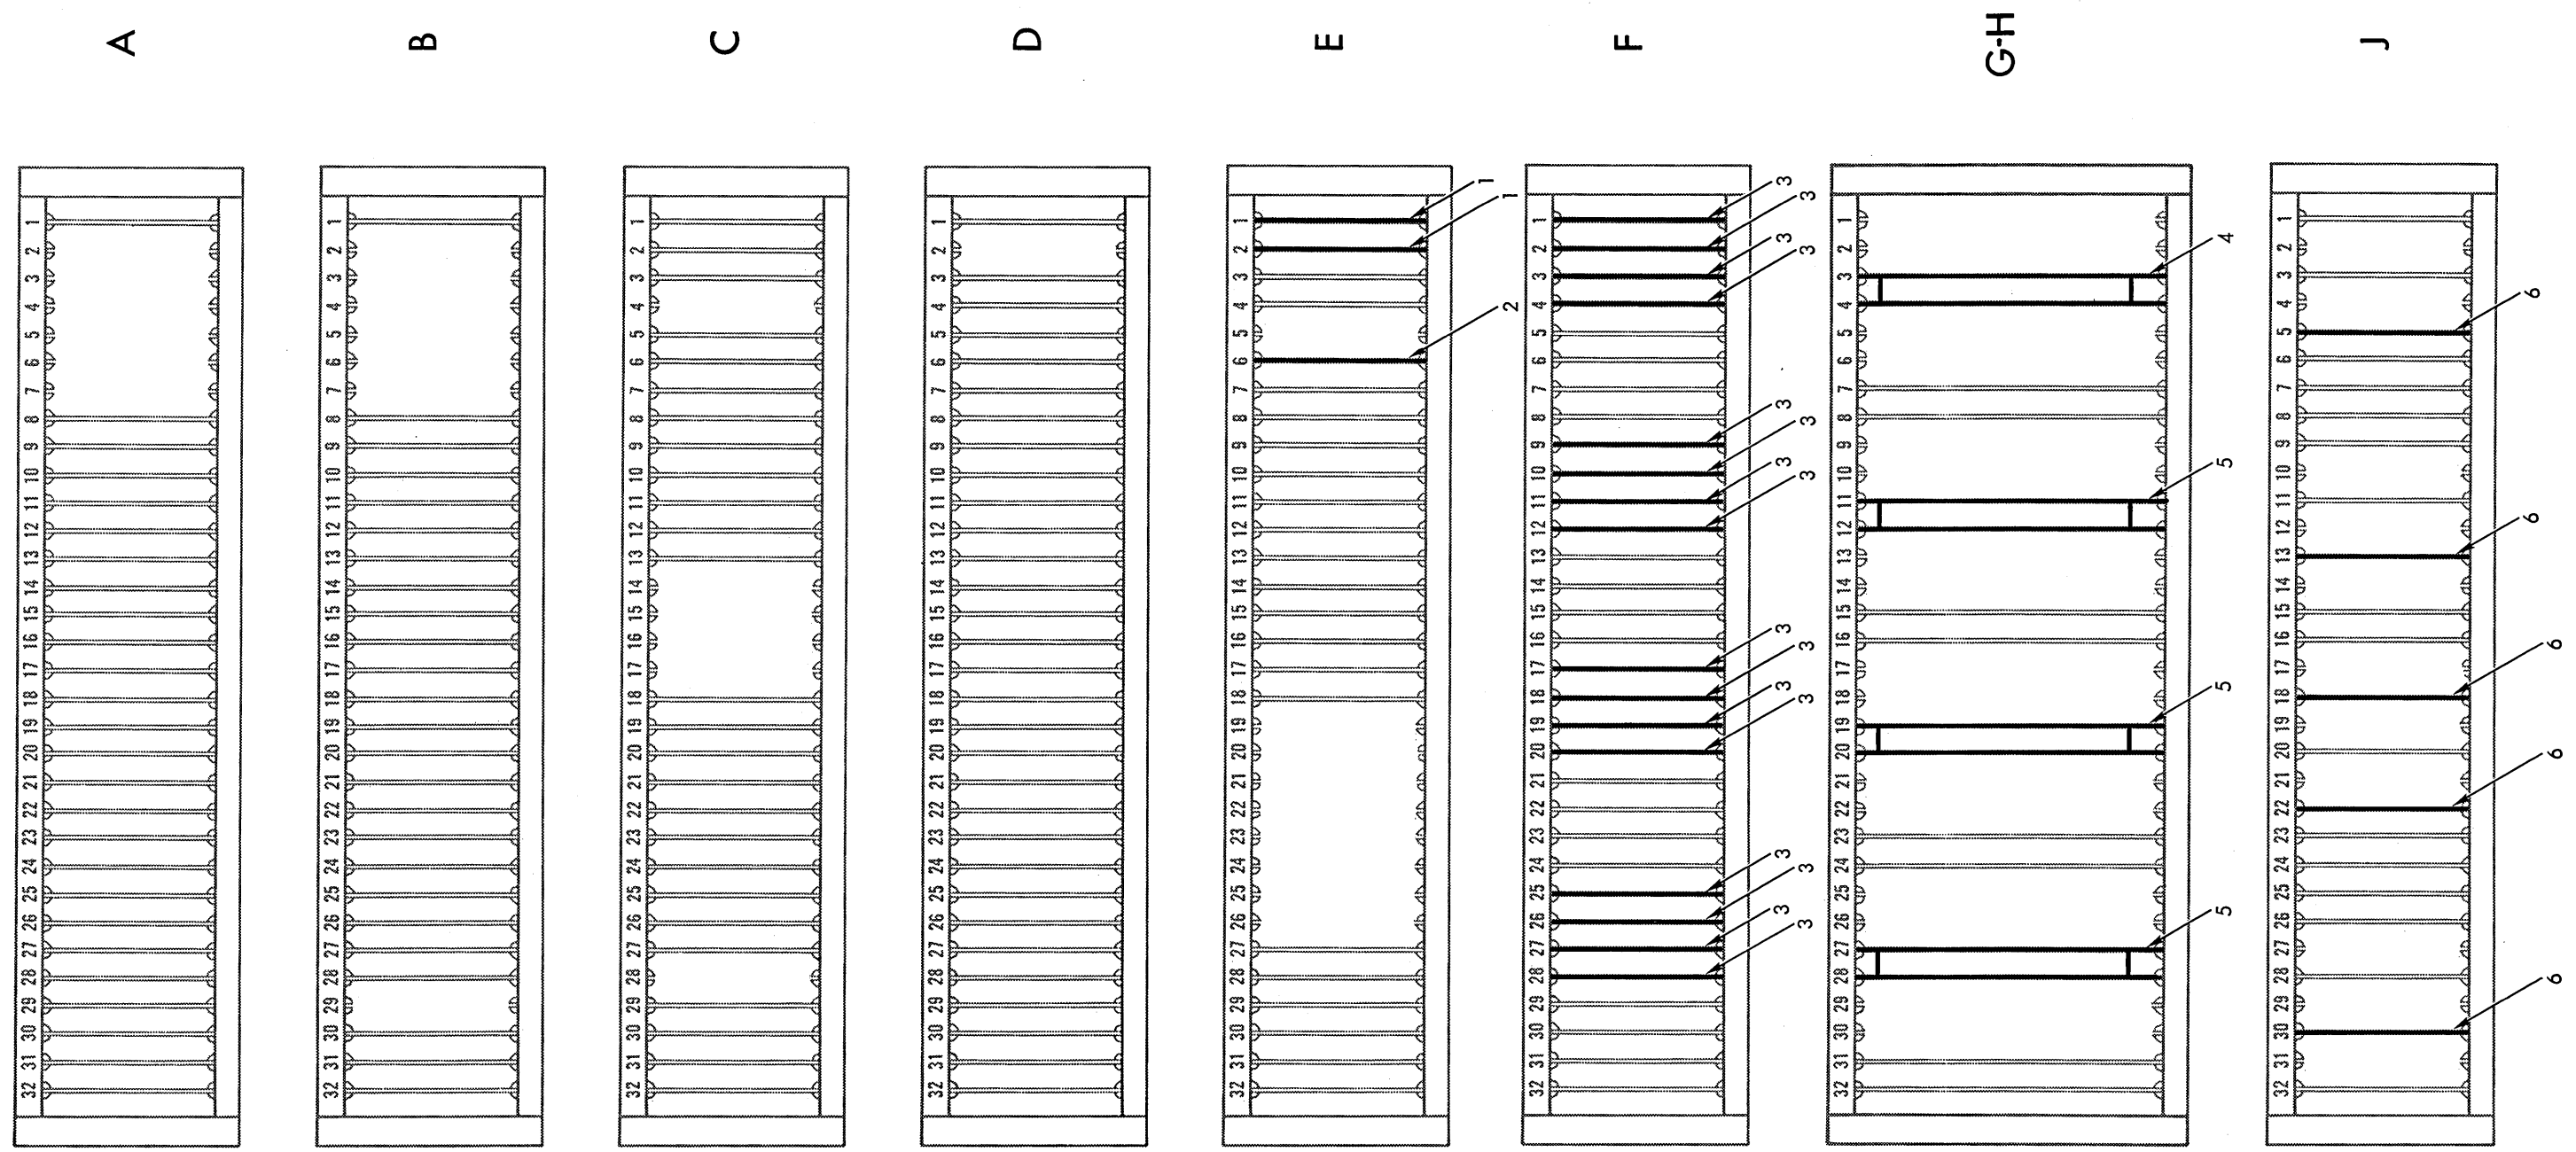 32 31 30 29 28 27 26 25 24 23 22 21 20 19 18 17 16 15 14 13 12 11 10 9 8 7 6 5 4 3 2 1 A
32 31 30 29 28 27 26 25 24 23 22 21 20 19 18 17 16 15 14 13 12 11 10 9 8 7 6 5 4 3 2 1 B
32 31 30 29 28 27 26 25 24 23 22 21 20 19 18 17 16 15 14 13 12 11 10 9 8 7 6 5 4 3 2 1 C
32 31 30 29 28 27 26 25 24 23 22 21 20 19 18 17 16 15 14 13 12 11 10 9 8 7 6 5 4 3 2 1 D
32 31 30 29 28 27 26 25 24 23 22 21 20 19 18 17 16 15 14 13 12 11 10 9 8 7 6 5 4 3 2 1 E
1
2 1
32 31 30 29 28 27 26 25 24 23 22 21 20 19 18 17 16 15 14 13 12 11 10 9 8 7 6 5 4 3 2 1 F
3 3 3 3 3 3 3 3
3 3 3 3 3 3 3 3
32 31 30 29 28 27 26 25 24 23 22 21 20 19 18 17 16 15 14 13 12 11 10 9 8 7 6 5 4 3 2 1 G-H
5 5 5 4
32 31 30 29 28 27 26 25 24 23 22 21 20 19 18 17 16 15 14 13 12 11 10 9 8 7 6 5 4 3 2 1 J
6 6
6 6 6